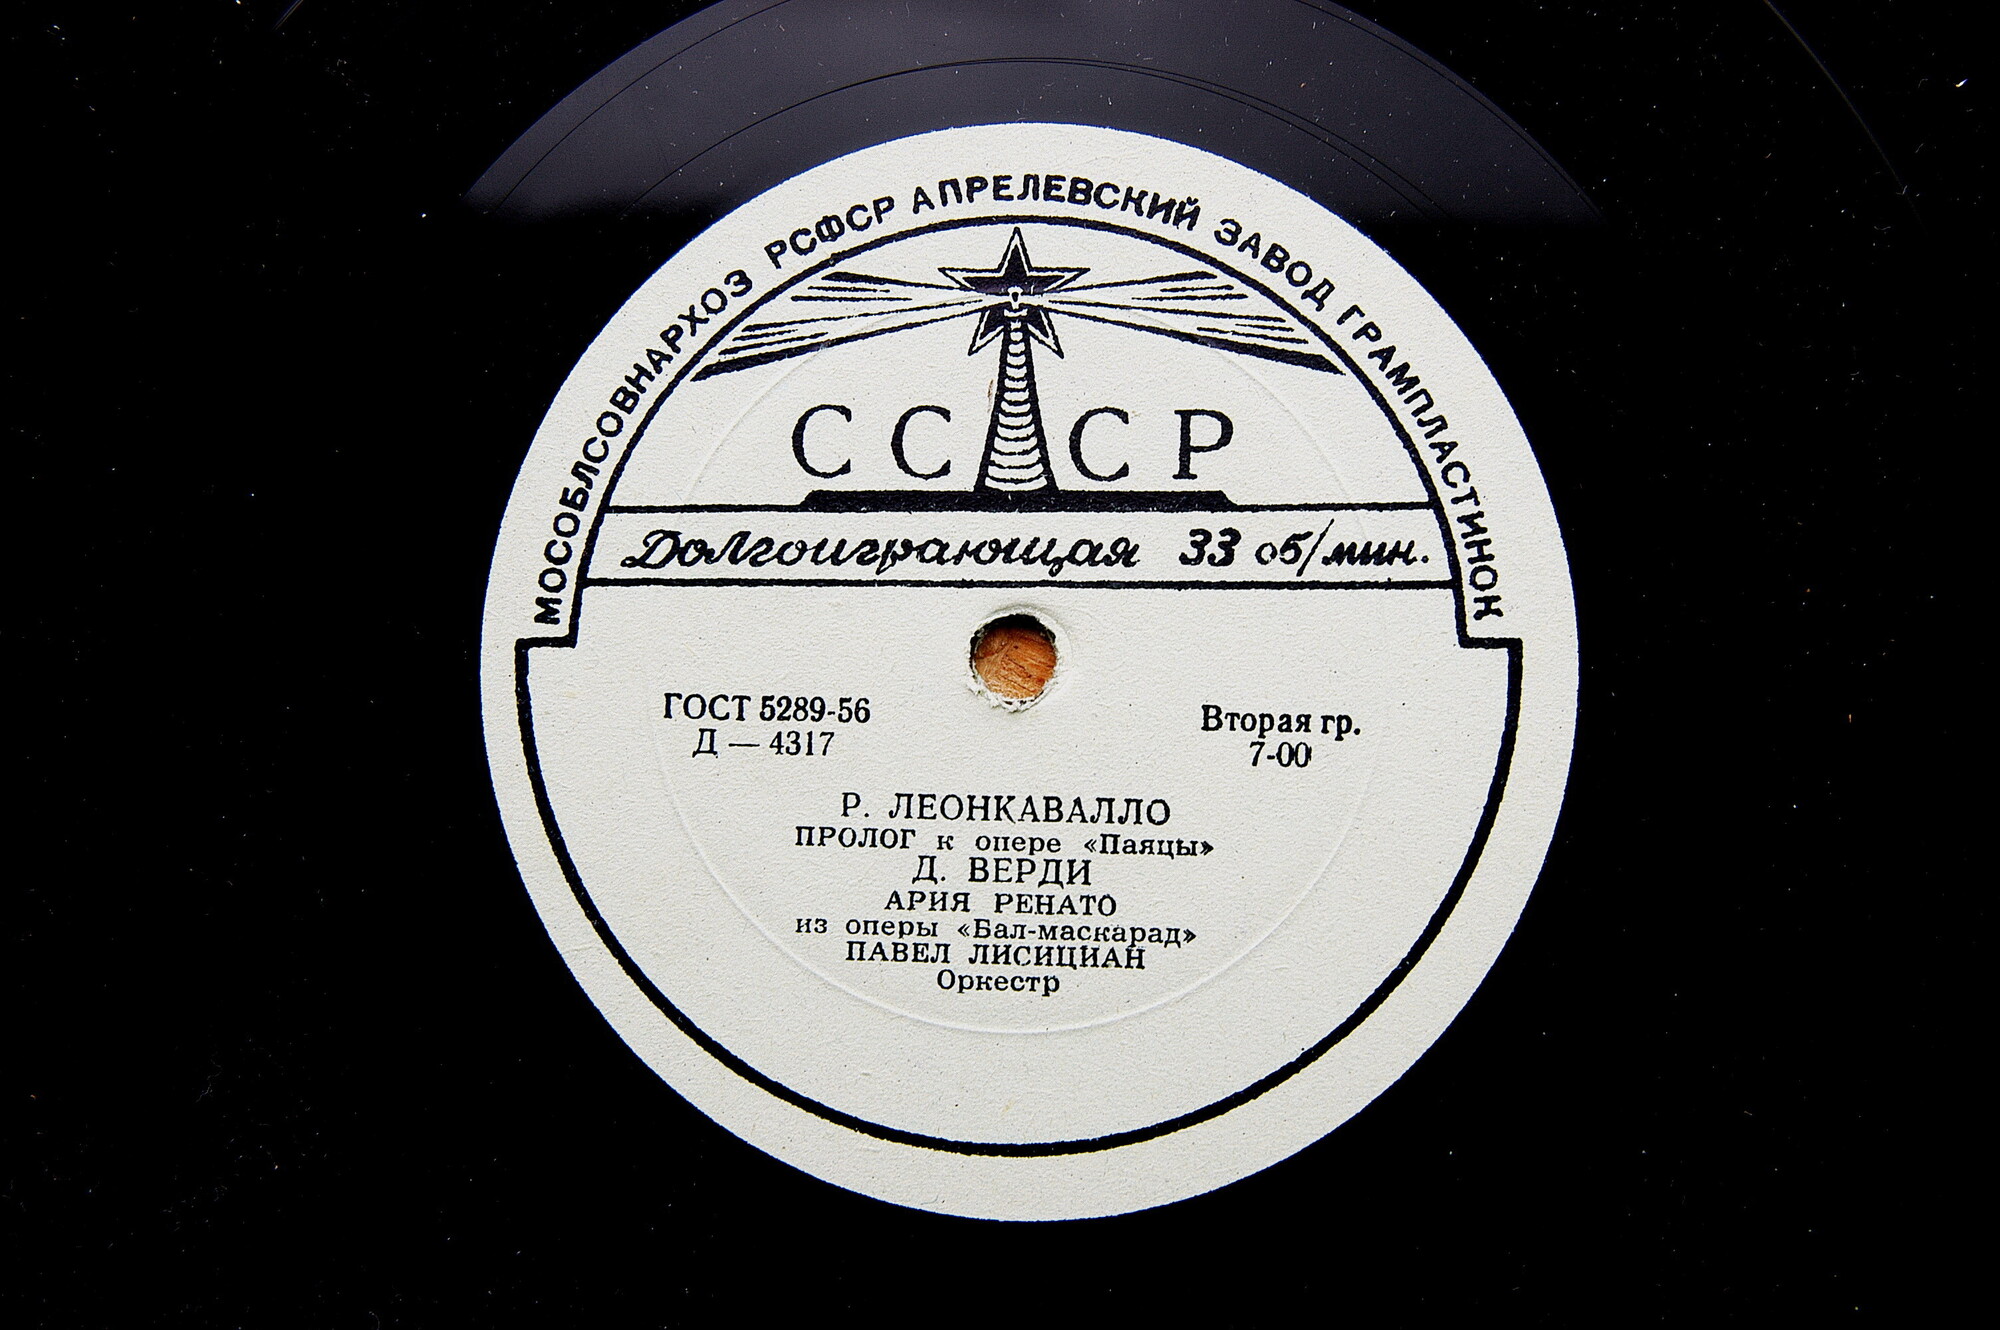 МОСОБЛСОВНАРХОЗ РСФСР АПРЕЛЕВСКИЙ ЗАВОД ГРАМПЛАСТИНОК
СССР
Долгоиграющая 33 об/мин.
ГОСТ 5289-56
Д — 4317
Вторая гр.
7-00
Р. ЛЕОНКАВАЛЛО
ПРОЛОГ к опере «Паяцы»
Д. ВЕРДИ
АРИЯ РЕНАТО
из оперы «Бал-маскарад»
ПАВЕЛ ЛИСИЦИАН
Оркестр